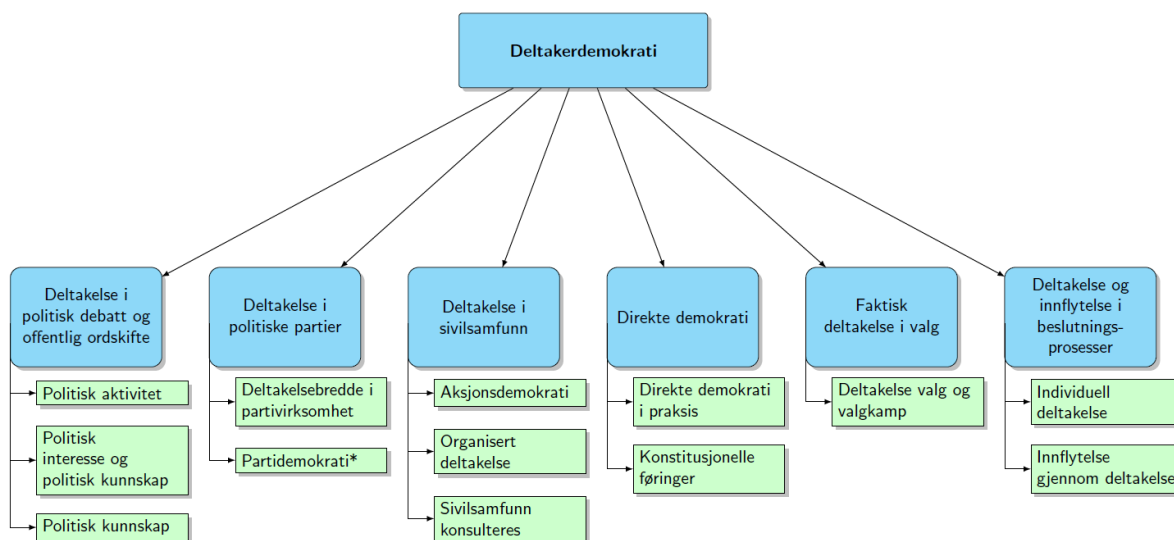 Deltakerdemokrati
Deltakelse i
politisk debatt og
offentlig ordskifte
Politisk aktivitet
Politisk
interesse og
politisk kunnskap
Politisk kunnskap
Deltakelse i
politiske partier
Deltakelsebredde i
partivirksomhet
Partidemokrati*
Deltakelse i
sivilsamfunn
Aksjonsdemokrati
Organisert
deltakelse
Sivilsamfunn
konsulteres
Direkte demokrati
Direkte demokrati
i praksis
Konstitusjonelle
føringer
Faktisk
deltakelse i valg
Deltakelse valg og
valgkamp
Deltakelse og
innflytelse i
beslutnings-
prosesser
Individuell
deltakelse
Innflytelse
gjennom deltakelse